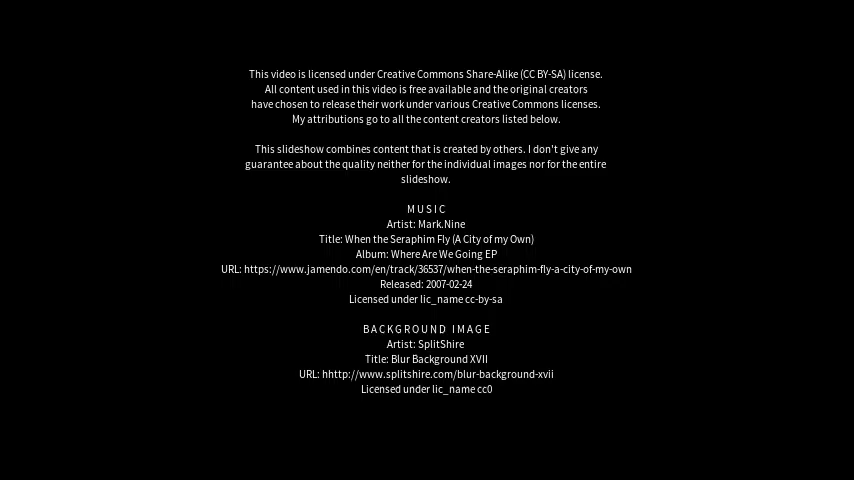 This video is licensed under Creative Commons Share-Alike (CC BY-SA) license.
All content used in this video is free available and the original creators
have chosen to release their work under various Creative Commons licenses.
My attributions go to all the content creators listed below.
This slideshow combines content that is created by others. I don't give any
guarantee about the quality neither for the individual images nor for the entire
slideshow.
M U S I C
Artist: Mark.Nine
Title: When the Seraphim Fly (A City of my Own)
Album: Where Are We Going EP
URL: https://www.jamendo.com/en/track/36537/when-the-seraphim-fly-a-city-of-my-own
Released: 2007-02-24
Licensed under lic_name cc-by-sa
B A C K G R O U N D   I M A G E
Artist: SplitShire
Title: Blur Background XVII
URL: hhttp://www.splitshire.com/blur-background-xvii
Licensed under lic_name cc0